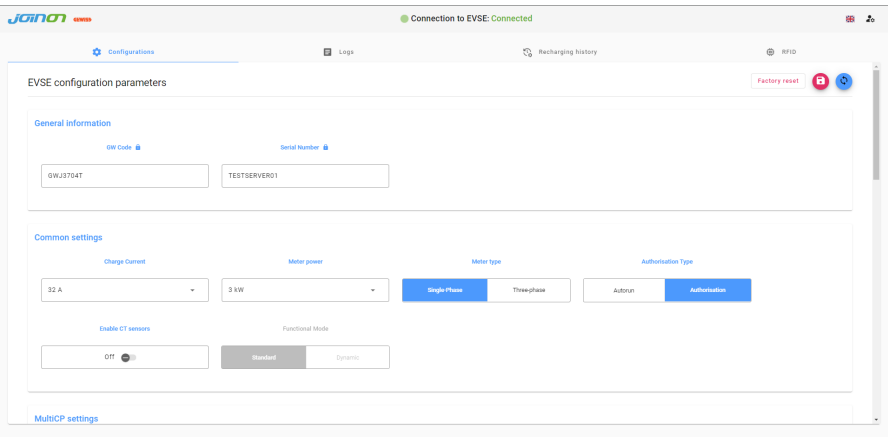 JOINON GEWISS Connection to EVSE: Connected
Configurations Logs Recharging history RFID
EVSE configuration parameters Factory reset
General information
GW Code Serial Number
GWJ3704T TESTSERVER01
Common settings
Charge Current Meter power Meter type Authorisation Type
32 A 3 kW Single-Phase Three-phase Autorun Authorisation
Enable CT sensors Functional Mode
Off Standard Dynamic
MultiCP settings